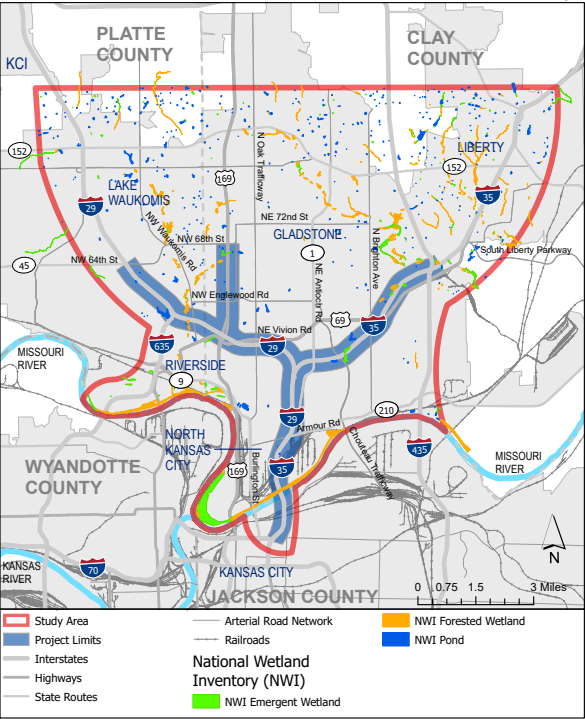 PLATTE
COUNTY
CLAY
COUNTY
KCI
152
N Oak Trafficway
LIBERTY
152
169
LAKE
WAUKOMIS
29
35
NE 72nd St
NW Waukomis Rd
NW 68th St
GLADSTONE
N Brighton Ave
45
NW 64th St
1
South Liberty Parkway
NE Antioch Rd
NW Englewood Rd
69
NE Vivion Rd
35
635
29
MISSOURI
RIVER
RIVERSIDE
9
29
210
Armour Rd
NORTH
KANSAS
CITY
Chouteau Trafficway
435
MISSOURI
RIVER
WYANDOTTE
COUNTY
169
Burlington St
35
N
KANSAS
RIVER
70
KANSAS CITY
0 0.75 1.5 3 Miles
JACKSON COUNTY
Study Area
Project Limits
Interstates
Highways
State Routes
Arterial Road Network
Railroads
National Wetland
Inventory (NWI)
NWI Emergent Wetland
NWI Forested Wetland
NWI Pond